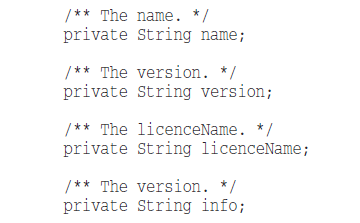 /** The name. */
private String name;
/** The version. */
private String version;
/** The licenceName. */
private String licenceName;
/** The version. */
private String info;